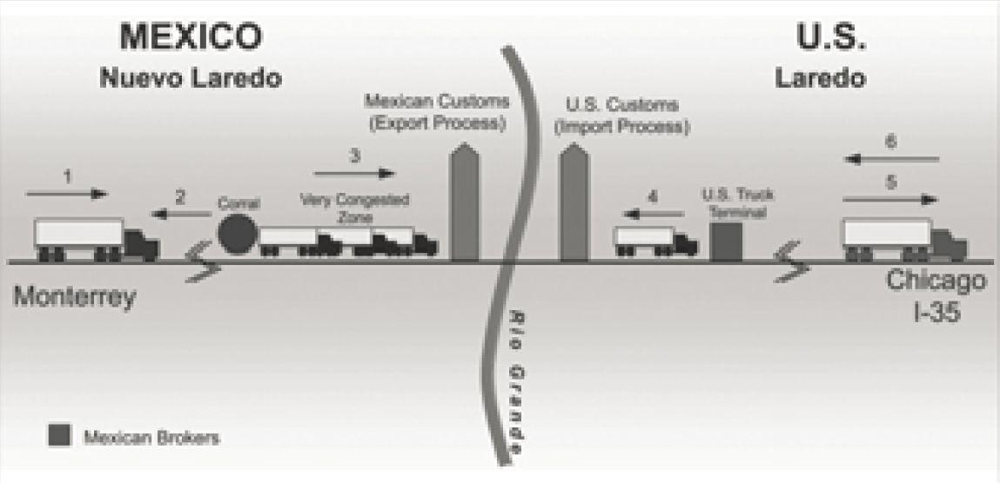 MEXICO
Nuevo Laredo
U.S.
Laredo
Mexican Customs
(Export Process)
U.S. Customs
(Import Process)
1
2
3
4
5
6
Corral
Very Congested
Zone
U.S. Truck
Terminal
Monterrey
Chicago
I-35
Rio Grande
Mexican Brokers